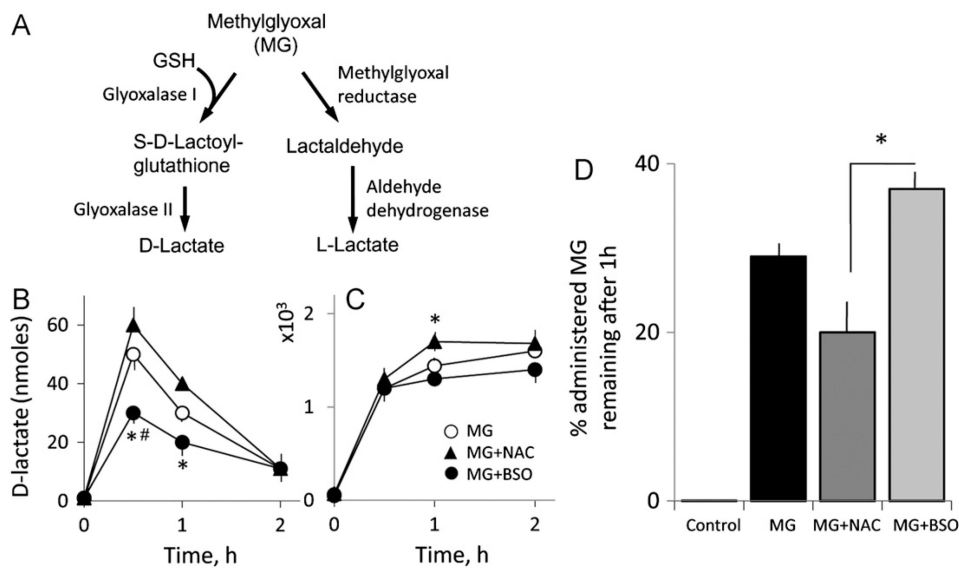 A
Methylglyoxal
(MG)
GSH
Glyoxalase I
Methylglyoxal
reductase
S-D-Lactoyl-
glutathione
Lactaldehyde
Glyoxalase II
Aldehyde
dehydrogenase
D-Lactate
L-Lactate
B
D-lactate (nmoles)
60
40
20
0
*#
*
0
1
2
Time, h
C
x10³
2
1
0
*
MG
MG+NAC
MG+BSO
0
1
2
Time, h
D
% administered MG
remaining after 1h
40
20
0
*
Control
MG
MG+NAC
MG+BSO